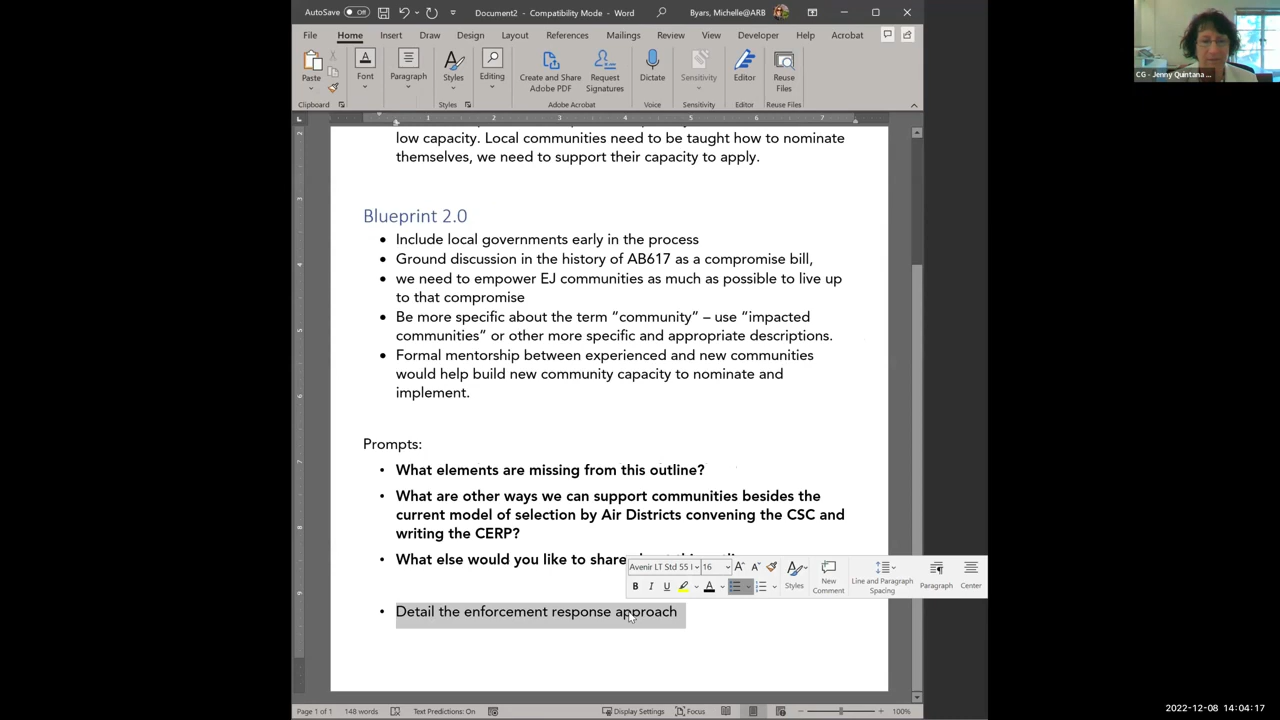 AutoSave Off Document2 - Compatibility Mode - Word Byars, Michelle@ARB
File Home Insert Draw Design Layout References Mailings Review View Developer Help Acrobat
Paste Font Paragraph Styles Editing Create and Share Adobe PDF Request Signatures Dictate Sensitivity Editor Reuse Files
Clipboard Styles Adobe Acrobat Voice Sensitivity Editor Reuse Files
CG - Jenny Quintana ...
1 2 3 4 5 6 7
low capacity. Local communities need to be taught how to nominate
themselves, we need to support their capacity to apply.
Blueprint 2.0
• Include local governments early in the process
• Ground discussion in the history of AB617 as a compromise bill,
• we need to empower EJ communities as much as possible to live up
to that compromise
• Be more specific about the term “community” – use “impacted
communities” or other more specific and appropriate descriptions.
• Formal mentorship between experienced and new communities
would help build new community capacity to nominate and
implement.
Prompts:
• What elements are missing from this outline?
• What are other ways we can support communities besides the
current model of selection by Air Districts convening the CSC and
writing the CERP?
• What else would you like to share
Avenir LT Std 55 16
B I U A Styles New Comment Line and Paragraph Spacing Paragraph Center
• Detail the enforcement response approach
Page 1 of 1 148 words Text Predictions: On Display Settings Focus 100%
2022-12-08 14:04:17